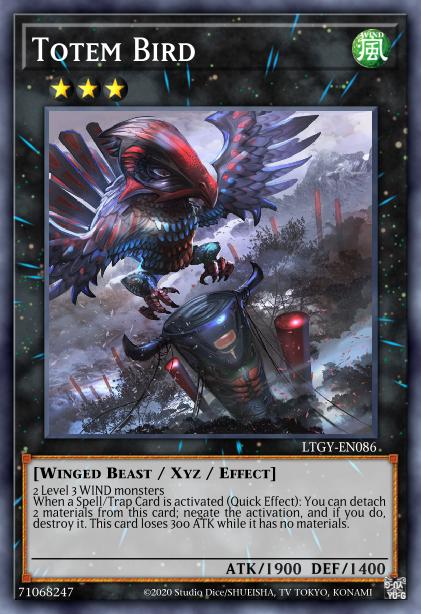 Totem Bird
WIND
風
LTGY-EN086
[Winged Beast / Xyz / Effect]
2 Level 3 WIND monsters
When a Spell/Trap Card is activated (Quick Effect): You can detach
2 materials from this card; negate the activation, and if you do,
destroy it. This card loses 300 ATK while it has no materials.
ATK/1900 DEF/1400
71068247
©2020 Studio Dice/SHUEISHA, TV TOKYO, KONAMI